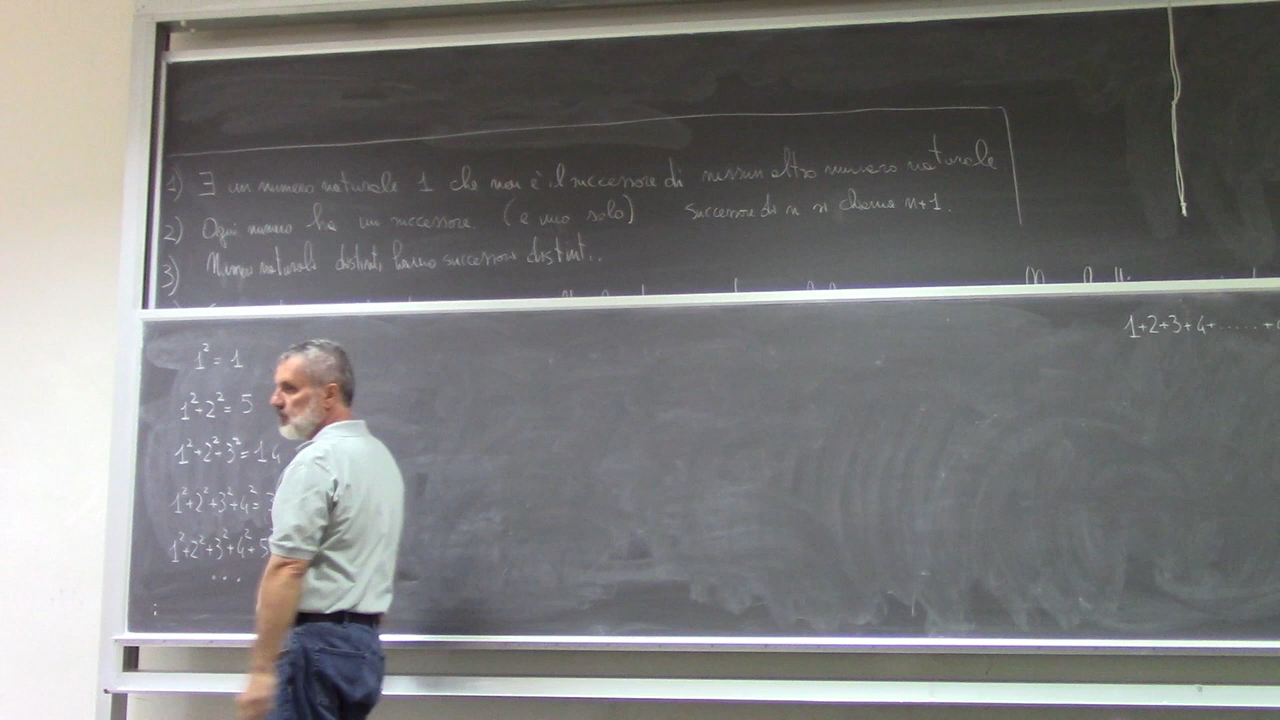 1) ∃ un numero naturale 1 che non è il successore di nessun altro numero naturale
2) Ogni numero ha un successore (e uno solo) successore di n si chiama n+1.
3) Numeri naturali distinti hanno successori distinti.
1+2+3+4+......+
1²=1
1²+2²=5
1²+2²+3²=14
1²+2²+3²+4²=
1²+2²+3²+4²+5
...